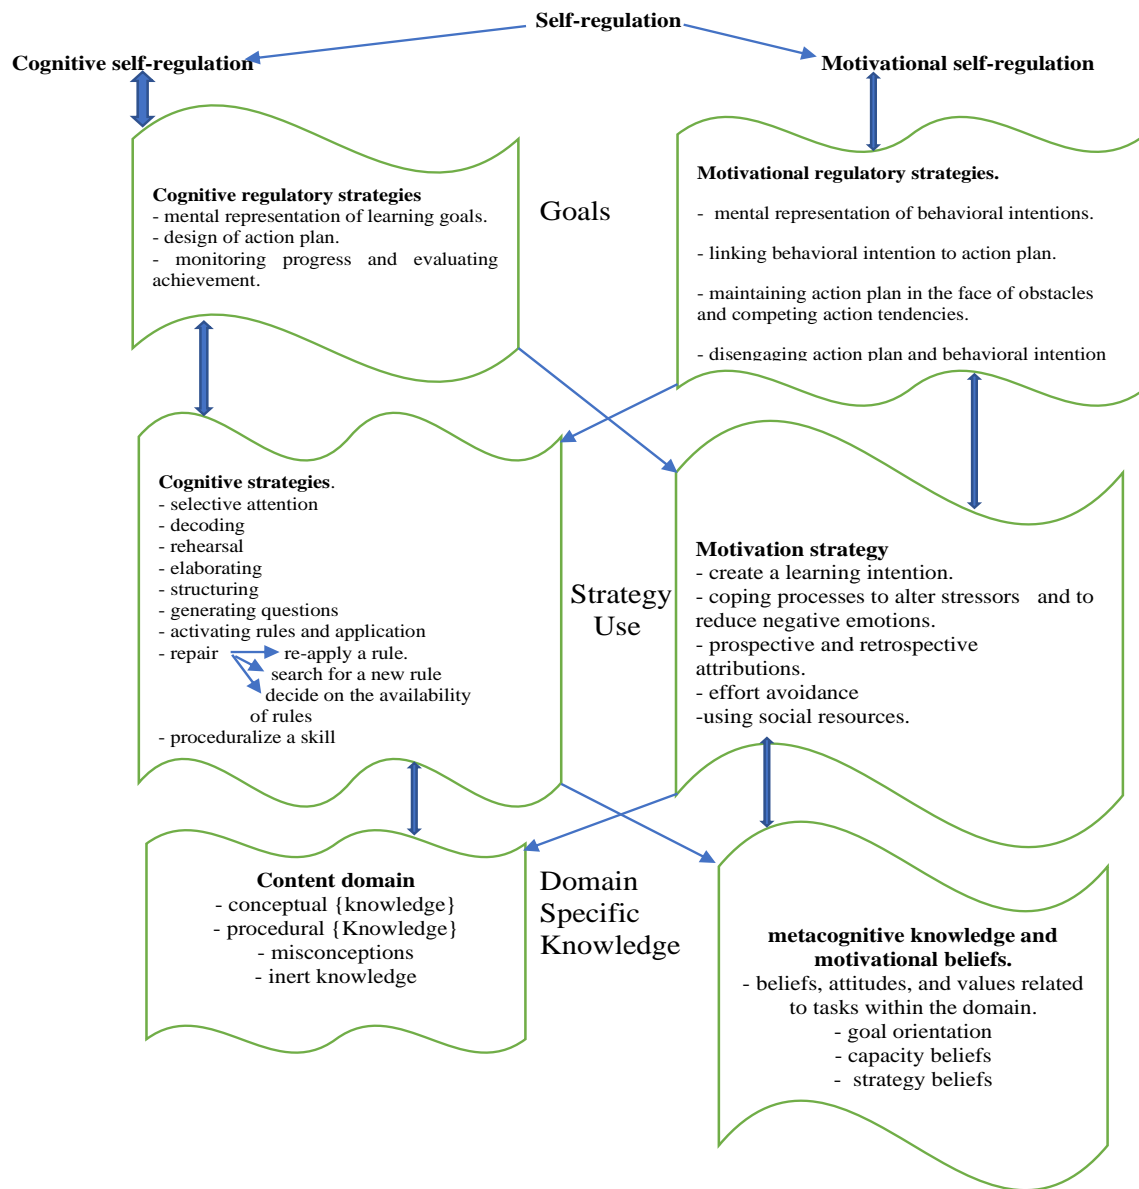 Self-regulation
Cognitive self-regulation
Motivational self-regulation
Cognitive regulatory strategies
- mental representation of learning goals.
- design of action plan.
- monitoring progress and evaluating
achievement.
Goals
Motivational regulatory strategies.
- mental representation of behavioral intentions.
- linking behavioral intention to action plan.
- maintaining action plan in the face of obstacles
and competing action tendencies.
- disengaging action plan and behavioral intention
Cognitive strategies.
- selective attention
- decoding
- rehearsal
- elaborating
- structuring
- generating questions
- activating rules and application
- repair re-apply a rule.
search for a new rule
decide on the availability
of rules
- proceduralize a skill
Strategy
Use
Motivation strategy
- create a learning intention.
- coping processes to alter stressors and to
reduce negative emotions.
- prospective and retrospective
attributions.
- effort avoidance
-using social resources.
Content domain
- conceptual {knowledge}
- procedural {Knowledge}
- misconceptions
- inert knowledge
Domain
Specific
Knowledge
metacognitive knowledge and
motivational beliefs.
- beliefs, attitudes, and values related
to tasks within the domain.
- goal orientation
- capacity beliefs
- strategy beliefs